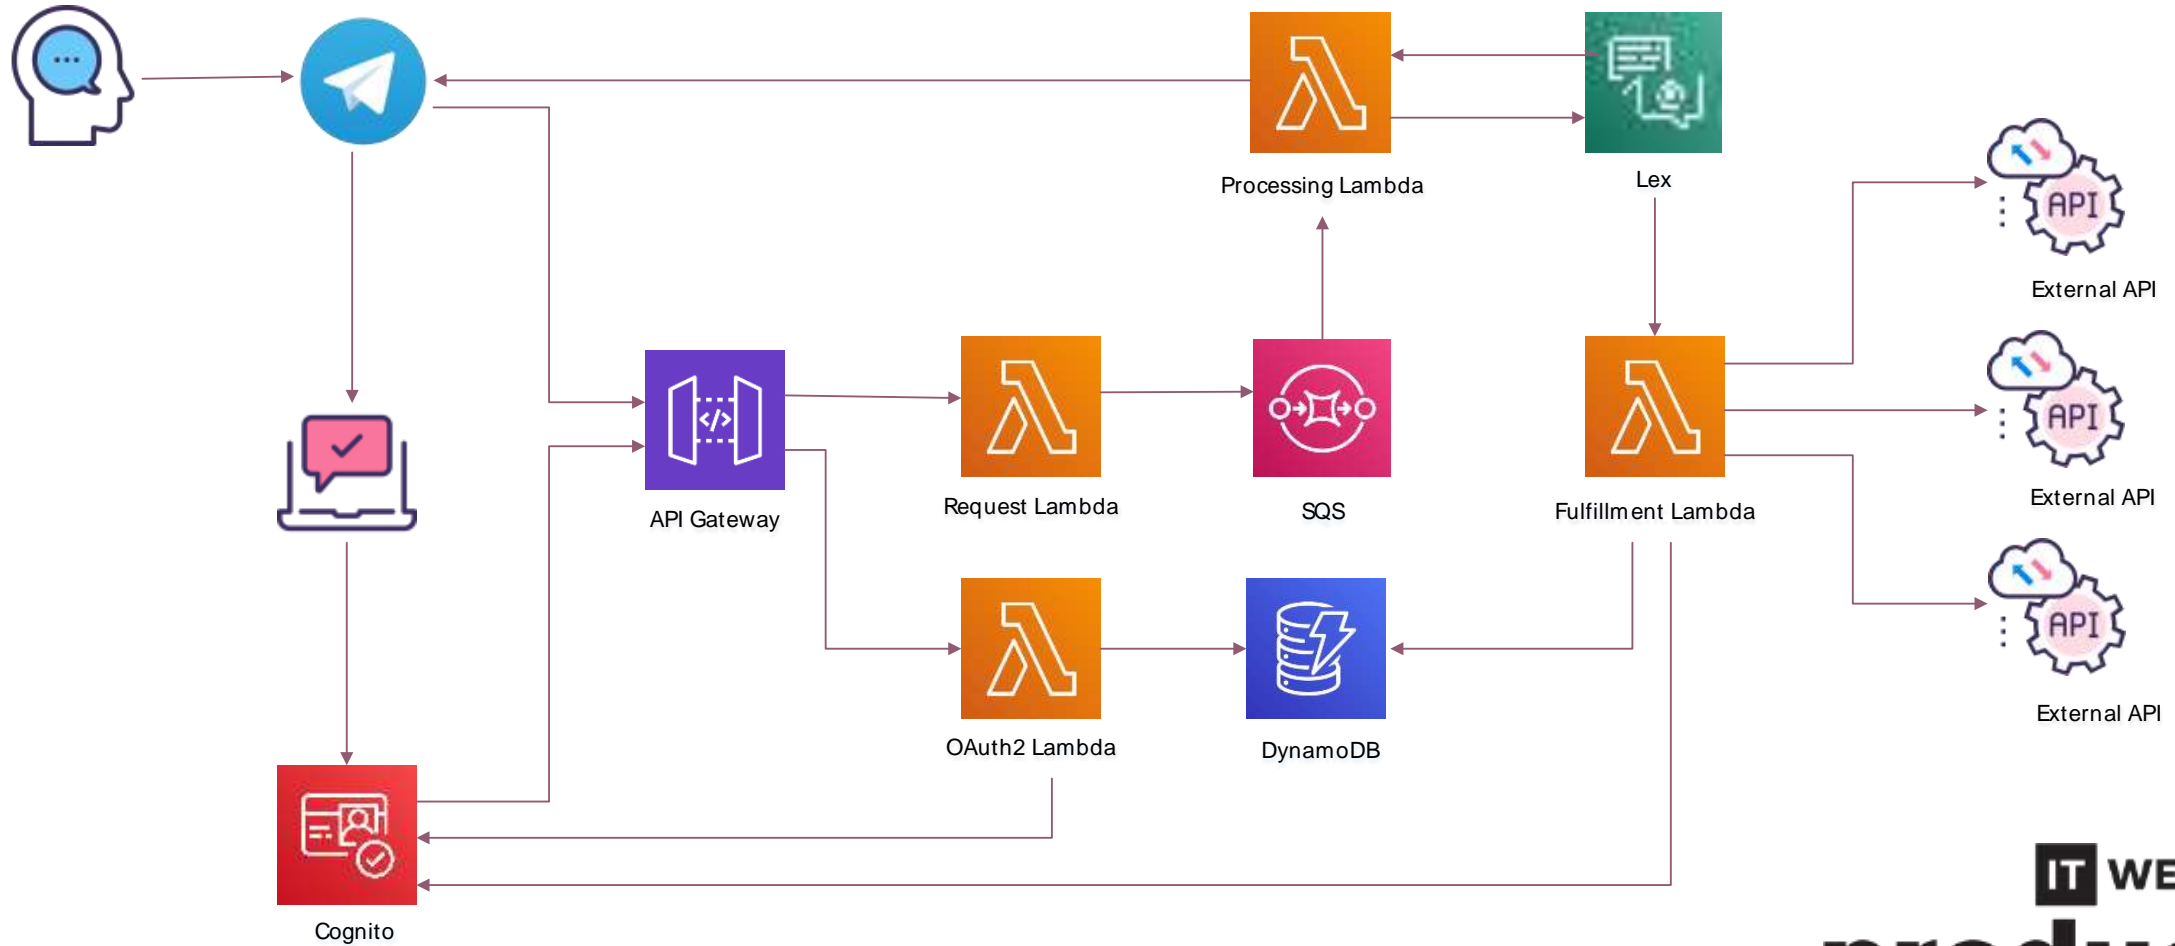 Processing Lambda
Lex
API
External API
API Gateway
</>
Request Lambda
SQS
Fulfillment Lambda
API
External API
OAuth2 Lambda
DynamoDB
API
External API
Cognito
IT WE
produ